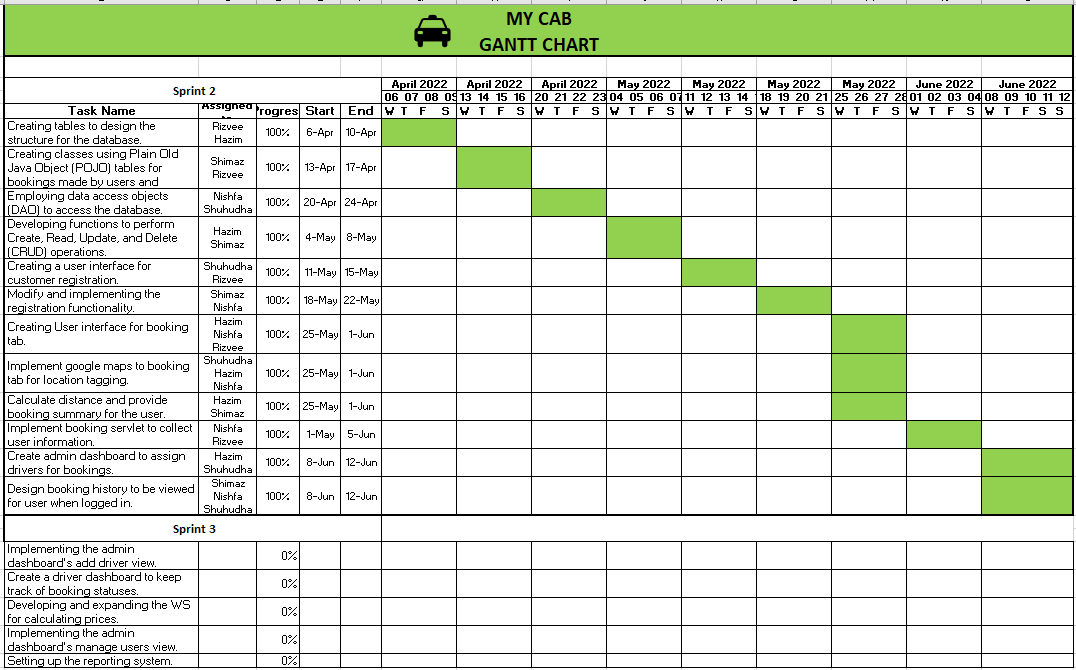 MY CAB
GANTT CHART
Sprint 2
April 2022 April 2022 April 2022 May 2022 May 2022 May 2022 May 2022 June 2022 June 2022
06 07 08 09 13 14 15 16 20 21 22 23 04 05 06 07 11 12 13 14 18 19 20 21 25 26 27 28 01 02 03 04 08 09 10 11 12
Task Name Assigned Progres Start End W T F S W T F S W T F S W T F S W T F S W T F S W T F S W T F S W T F S S
Creating tables to design the
structure for the database.
Rizvee
Hazim
100% 6-Apr 10-Apr
Creating classes using Plain Old
Java Object (POJO) tables for
bookings made by users and
Shimaz
Rizvee
100% 13-Apr 17-Apr
Employing data access objects
(DAO) to access the database.
Nishfa
Shuhudha
100% 20-Apr 24-Apr
Developing functions to perform
Create, Read, Update, and Delete
(CRUD) operations.
Hazim
Shimaz
100% 4-May 8-May
Creating a user interface for
customer registration.
Shuhudha
Rizvee
100% 11-May 15-May
Modify and implementing the
registration functionality.
Shimaz
Nishfa
100% 18-May 22-May
Creating User interface for booking
tab.
Hazim
Nishfa
Rizvee
100% 25-May 1-Jun
Implement google maps to booking
tab for location tagging.
Shuhudha
Hazim
Nishfa
100% 25-May 1-Jun
Calculate distance and provide
booking summary for the user.
Hazim
Shimaz
100% 25-May 1-Jun
Implement booking servlet to collect
user information.
Nishfa
Rizvee
100% 1-May 5-Jun
Create admin dashboard to assign
drivers for bookings.
Hazim
Shuhudha
100% 8-Jun 12-Jun
Design booking history to be viewed
for user when logged in.
Shimaz
Nishfa
Shuhudha
100% 8-Jun 12-Jun
Sprint 3
Implementing the admin
dashboard's add driver view.
0%
Create a driver dashboard to keep
track of booking statuses.
0%
Developing and expanding the WS
for calculating prices.
0%
Implementing the admin
dashboard's manage users view.
0%
Setting up the reporting system.
0%